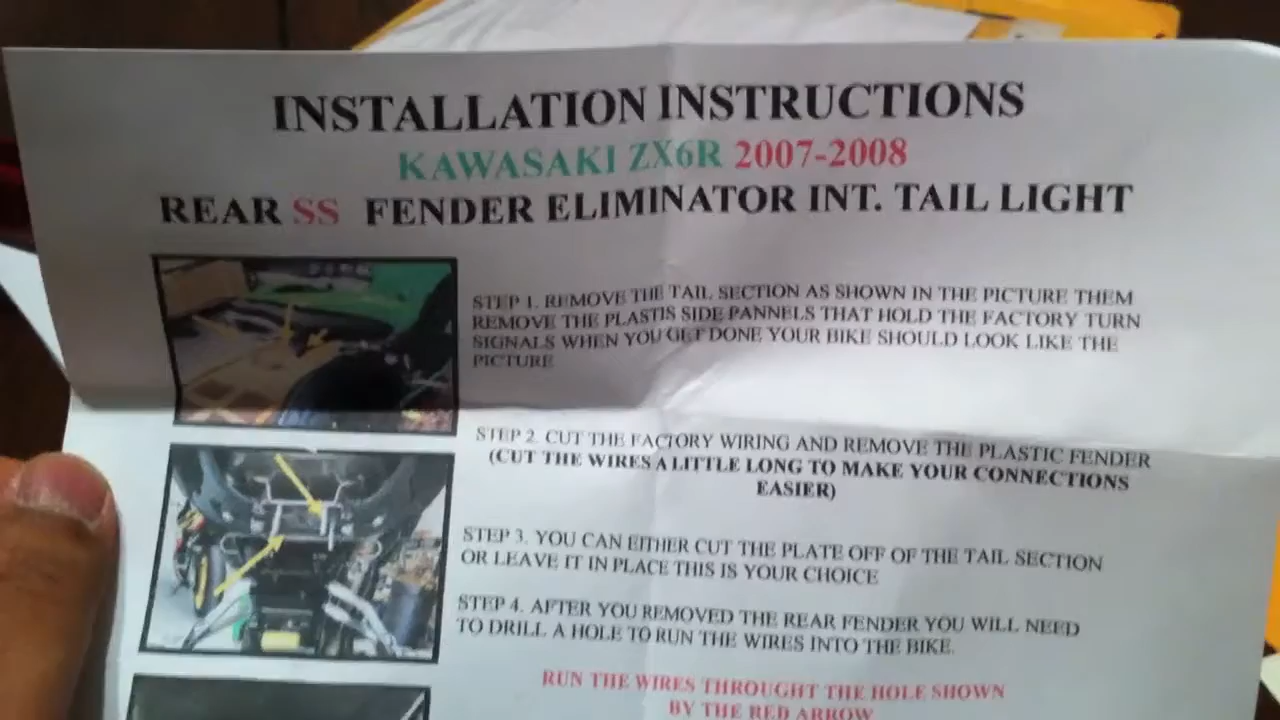 INSTALLATION INSTRUCTIONS
KAWASAKI ZX6R 2007-2008
REAR SS FENDER ELIMINATOR INT. TAIL LIGHT
STEP 1. REMOVE THE TAIL SECTION AS SHOWN IN THE PICTURE THEM
REMOVE THE PLASTIS SIDE PANNELS THAT HOLD THE FACTORY TURN
SIGNALS WHEN YOU GET DONE YOUR BIKE SHOULD LOOK LIKE THE
PICTURE
STEP 2. CUT THE FACTORY WIRING AND REMOVE THE PLASTIC FENDER
(CUT THE WIRES A LITTLE LONG TO MAKE YOUR CONNECTIONS
EASIER)
STEP 3. YOU CAN EITHER CUT THE PLATE OFF OF THE TAIL SECTION
OR LEAVE IT IN PLACE THIS IS YOUR CHOICE
STEP 4. AFTER YOU REMOVED THE REAR FENDER YOU WILL NEED
TO DRILL A HOLE TO RUN THE WIRES INTO THE BIKE.
RUN THE WIRES THROUGHT THE HOLE SHOWN
BY THE RED ARROW